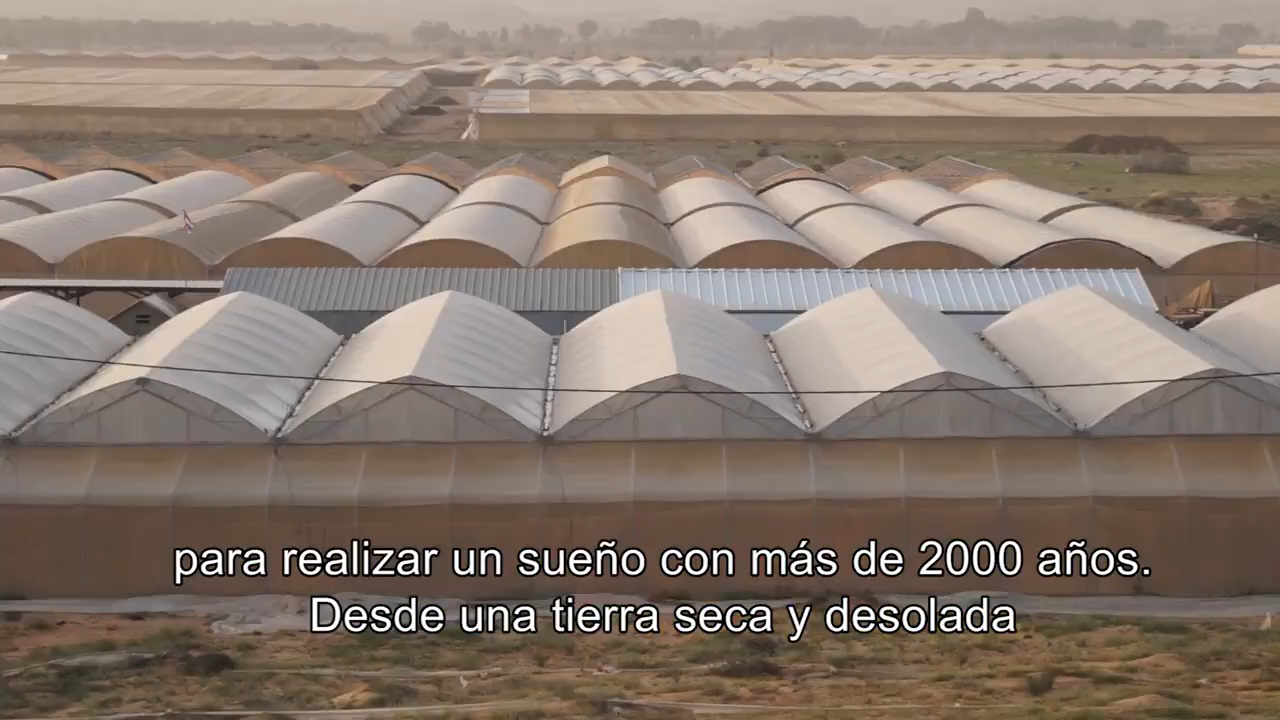 para realizar un sueño con más de 2000 años.
Desde una tierra seca y desolada